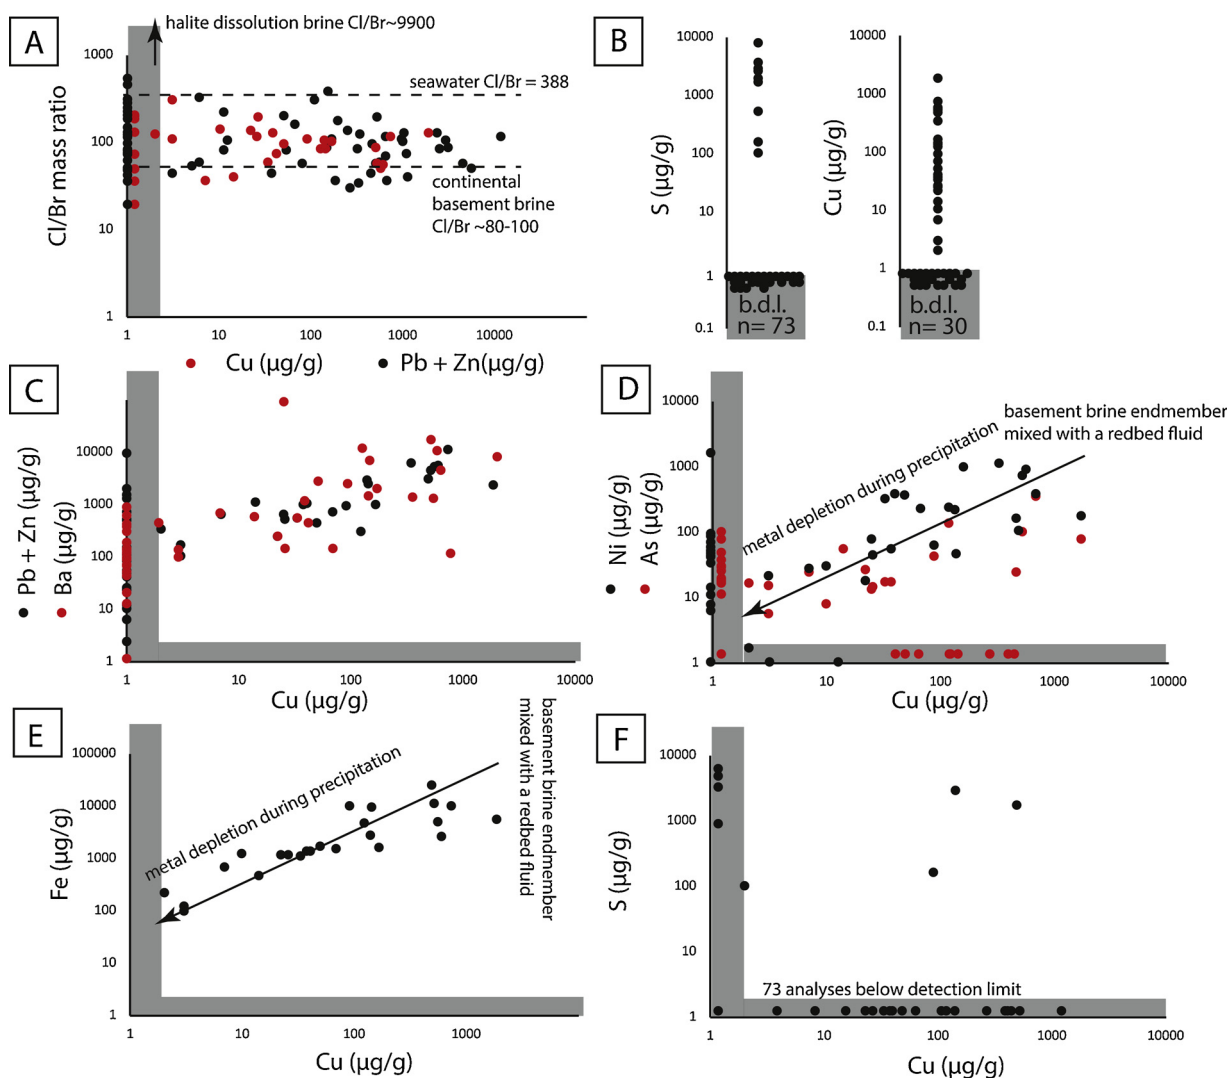 A
halite dissolution brine Cl/Br~9900
1000
100
10
1
Cl/Br mass ratio
seawater Cl/Br = 388
continental
basement brine
Cl/Br ~80-100
1
10
100
1000
10000
Cu (µg/g)
Pb + Zn(µg/g)
B
10000
1000
100
10
1
0.1
S (µg/g)
b.d.l.
n= 73
10000
1000
100
10
1
0.1
Cu (µg/g)
b.d.l.
n= 30
C
10000
1000
100
10
1
Pb + Zn (µg/g)
Ba (µg/g)
10
100
1000
10000
Cu (µg/g)
D
10000
1000
100
10
1
Ni (µg/g)
As (µg/g)
basement brine endmember
mixed with a redbed fluid
metal depletion during precipitation
1
10
100
1000
10000
Cu (µg/g)
E
100000
10000
1000
100
10
1
Fe (µg/g)
metal depletion during precipitation
basement brine endmember
mixed with a redbed fluid
1
10
100
1000
Cu (µg/g)
F
10000
1000
100
10
1
S (µg/g)
73 analyses below detection limit
1
10
100
1000
10000
Cu (µg/g)